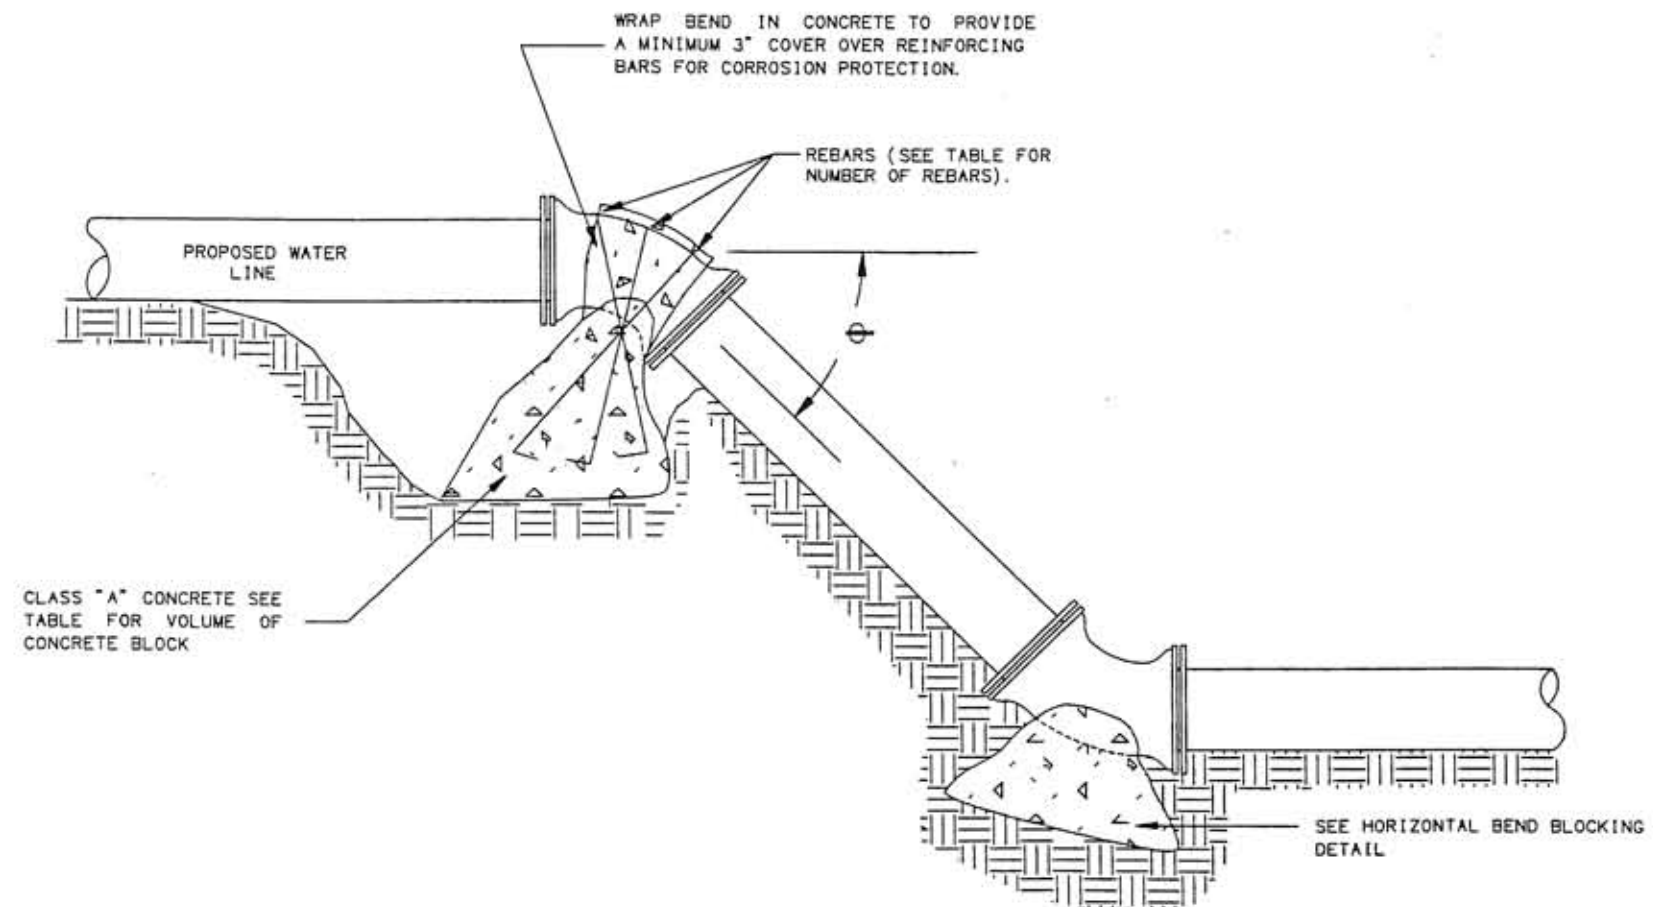 WRAP BEND IN CONCRETE TO PROVIDE
A MINIMUM 3" COVER OVER REINFORCING
BARS FOR CORROSION PROTECTION.
REBARS (SEE TABLE FOR
NUMBER OF REBARS).
PROPOSED WATER
LINE
θ
CLASS "A" CONCRETE SEE
TABLE FOR VOLUME OF
CONCRETE BLOCK
SEE HORIZONTAL BEND BLOCKING
DETAIL